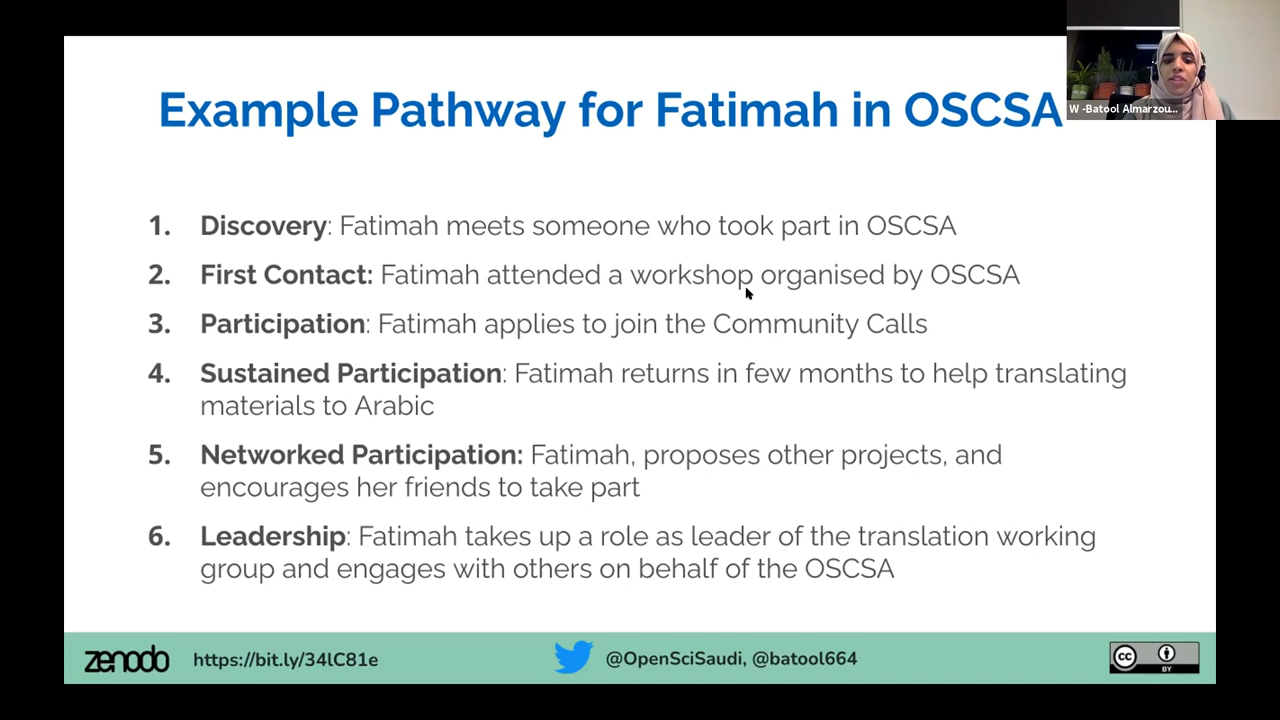 Example Pathway for Fatimah in OSCSA
W -Batool Almarzou...
1. Discovery: Fatimah meets someone who took part in OSCSA
2. First Contact: Fatimah attended a workshop organised by OSCSA
3. Participation: Fatimah applies to join the Community Calls
4. Sustained Participation: Fatimah returns in few months to help translating
materials to Arabic
5. Networked Participation: Fatimah, proposes other projects, and
encourages her friends to take part
6. Leadership: Fatimah takes up a role as leader of the translation working
group and engages with others on behalf of the OSCSA
zenodo https://bit.ly/34lC81e @OpenSciSaudi, @batool664 cc BY